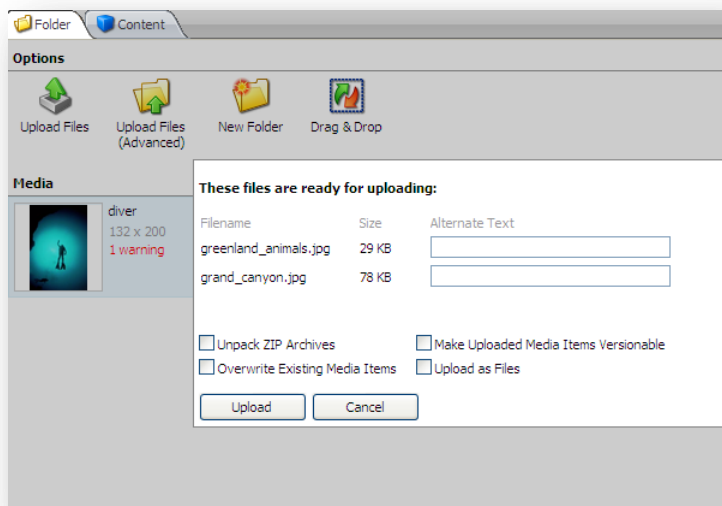 Folder Content
Options
Upload Files Upload Files (Advanced) New Folder Drag & Drop
Media
diver
132 x 200
1 warning
These files are ready for uploading:
Filename Size Alternate Text
greenland_animals.jpg 29 KB
grand_canyon.jpg 78 KB
Unpack ZIP Archives Make Uploaded Media Items Versionable
Overwrite Existing Media Items Upload as Files
Upload Cancel